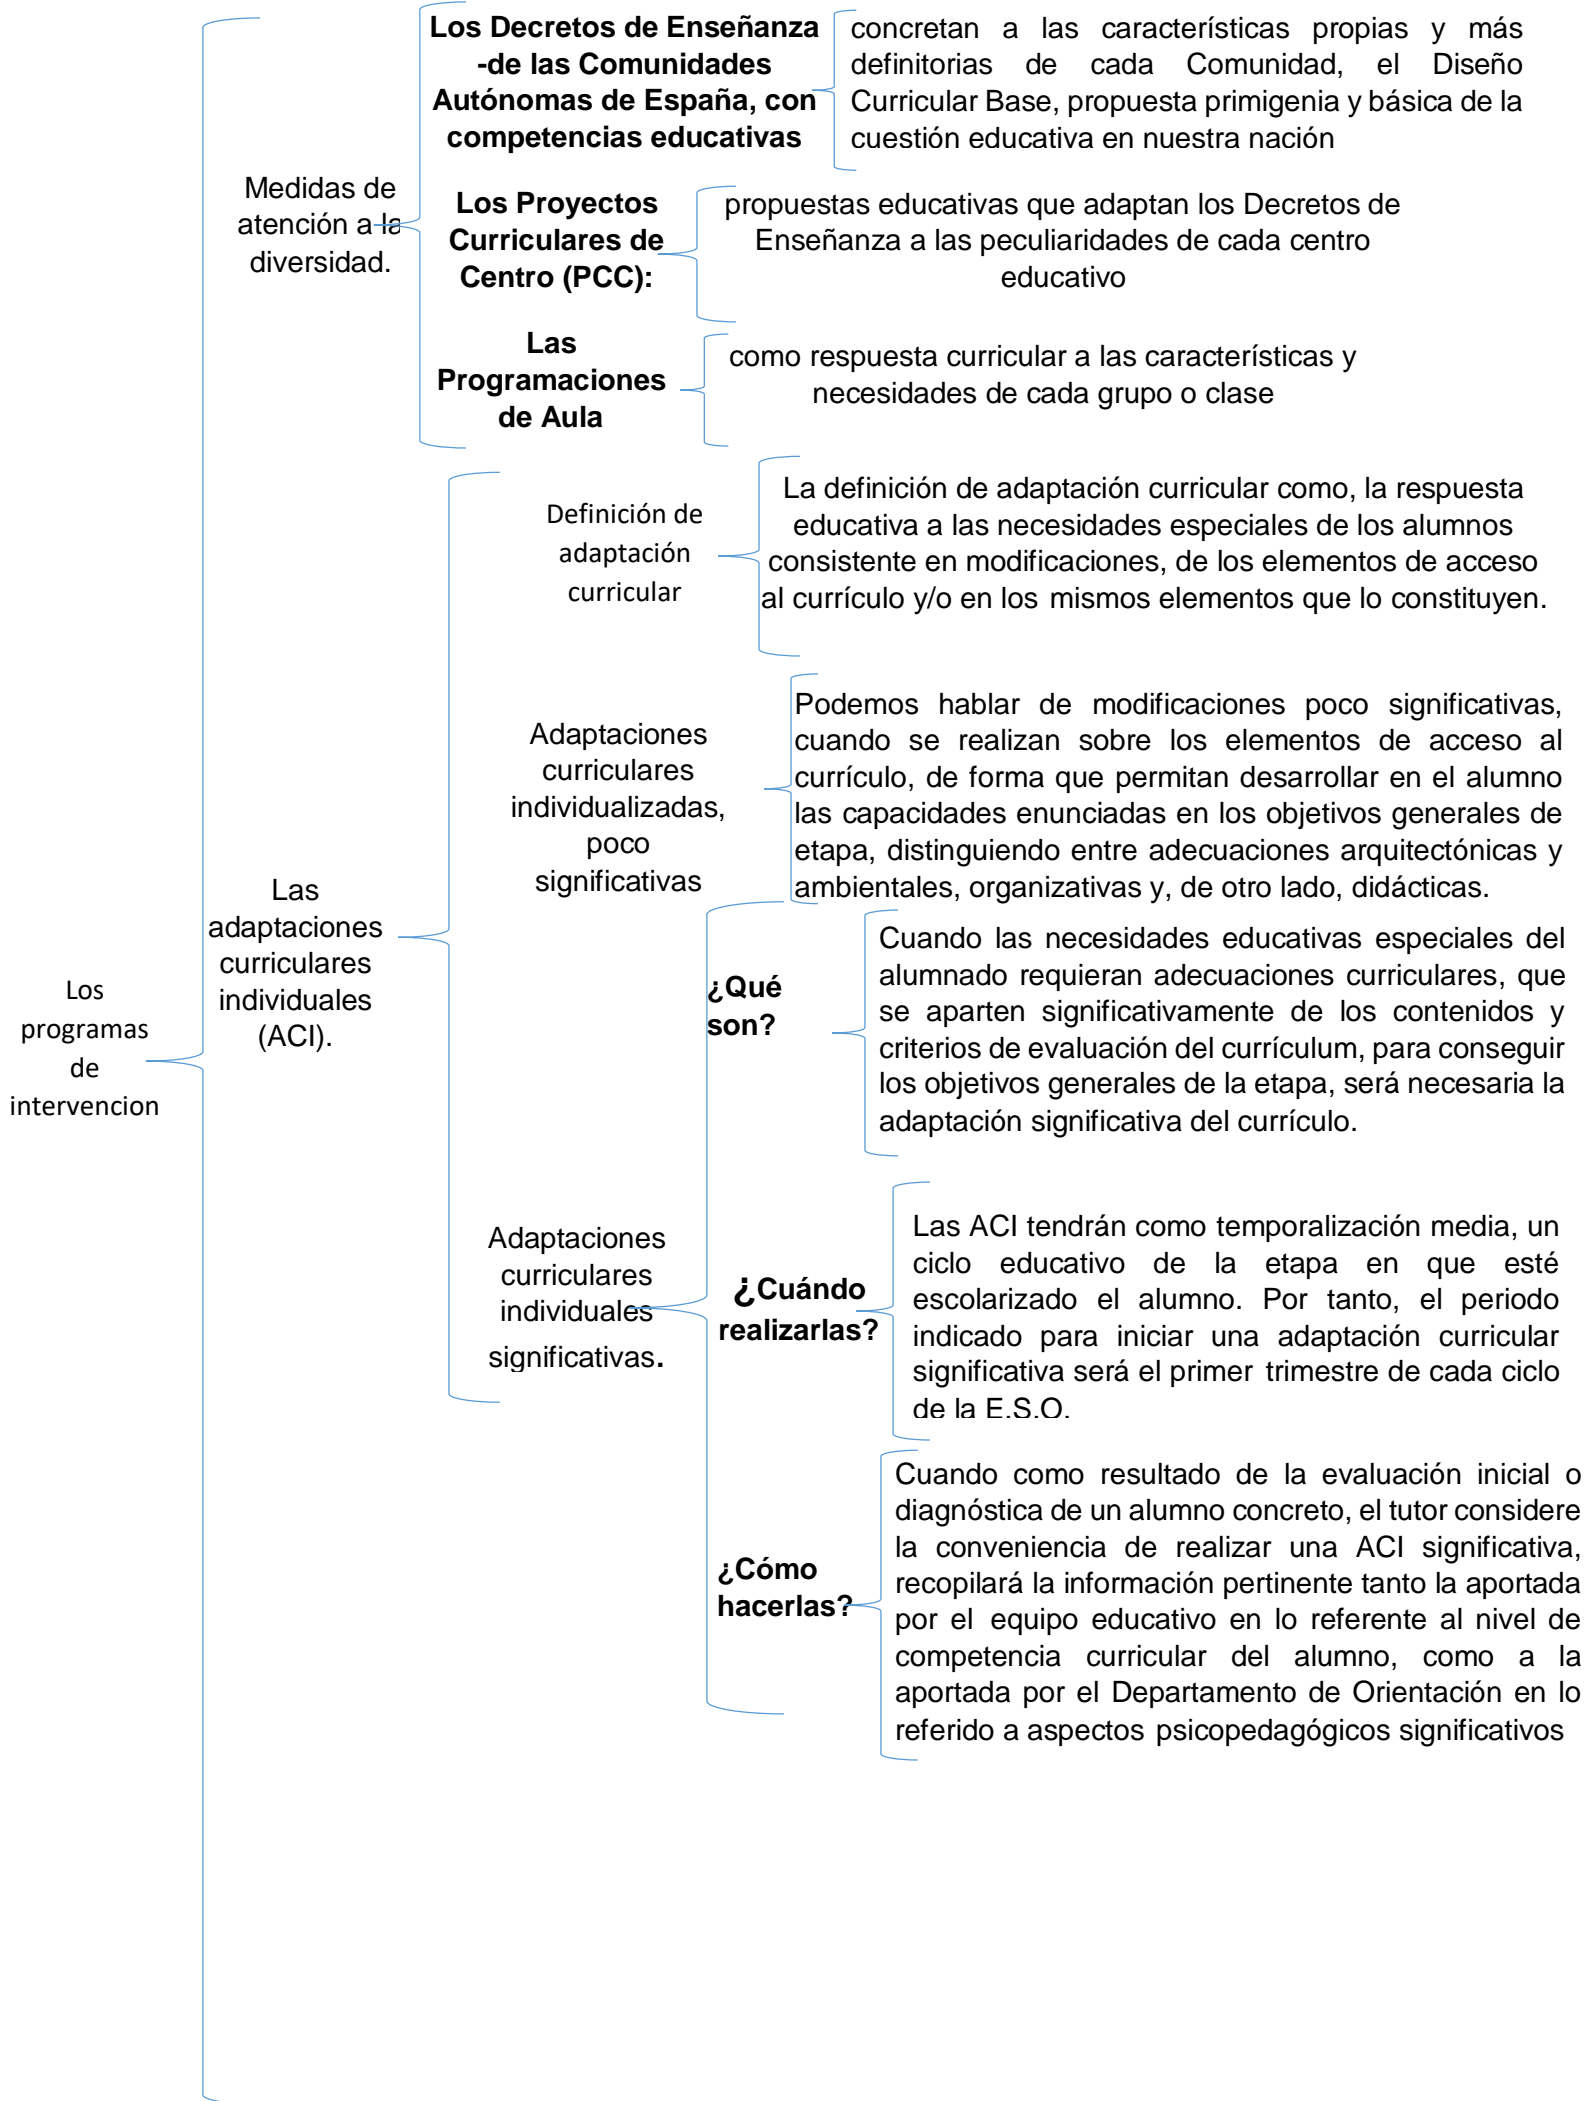 Los Decretos de Enseñanza
-de las Comunidades
Autónomas de España, con
competencias educativas
concretan a las características propias y más
definitorias de cada Comunidad, el Diseño
Curricular Base, propuesta primigenia y básica de la
cuestión educativa en nuestra nación
Medidas de
atención a la
diversidad.
Los Proyectos
Curriculares de
Centro (PCC):
propuestas educativas que adaptan los Decretos de
Enseñanza a las peculiaridades de cada centro
educativo
Las
Programaciones
de Aula
como respuesta curricular a las características y
necesidades de cada grupo o clase
Definición de
adaptación
curricular
La definición de adaptación curricular como, la respuesta
educativa a las necesidades especiales de los alumnos
consistente en modificaciones, de los elementos de acceso
al currículo y/o en los mismos elementos que lo constituyen.
Adaptaciones
curriculares
individualizadas,
poco
significativas
Podemos hablar de modificaciones poco significativas,
cuando se realizan sobre los elementos de acceso al
currículo, de forma que permitan desarrollar en el alumno
las capacidades enunciadas en los objetivos generales de
etapa, distinguiendo entre adecuaciones arquitectónicas y
ambientales, organizativas y, de otro lado, didácticas.
Las
adaptaciones
curriculares
individuales
(ACI).
Los
programas
de
intervencion
¿Qué
son?
Cuando las necesidades educativas especiales del
alumnado requieran adecuaciones curriculares, que
se aparten significativamente de los contenidos y
criterios de evaluación del currículum, para conseguir
los objetivos generales de la etapa, será necesaria la
adaptación significativa del currículo.
Adaptaciones
curriculares
individuales
significativas.
¿Cuándo
realizarlas?
Las ACI tendrán como temporalización media, un
ciclo educativo de la etapa en que esté
escolarizado el alumno. Por tanto, el periodo
indicado para iniciar una adaptación curricular
significativa será el primer trimestre de cada ciclo
de la E.S.O.
¿Cómo
hacerlas?
Cuando como resultado de la evaluación inicial o
diagnóstica de un alumno concreto, el tutor considere
la conveniencia de realizar una ACI significativa,
recopilará la información pertinente tanto la aportada
por el equipo educativo en lo referente al nivel de
competencia curricular del alumno, como a la
aportada por el Departamento de Orientación en lo
referido a aspectos psicopedagógicos significativos